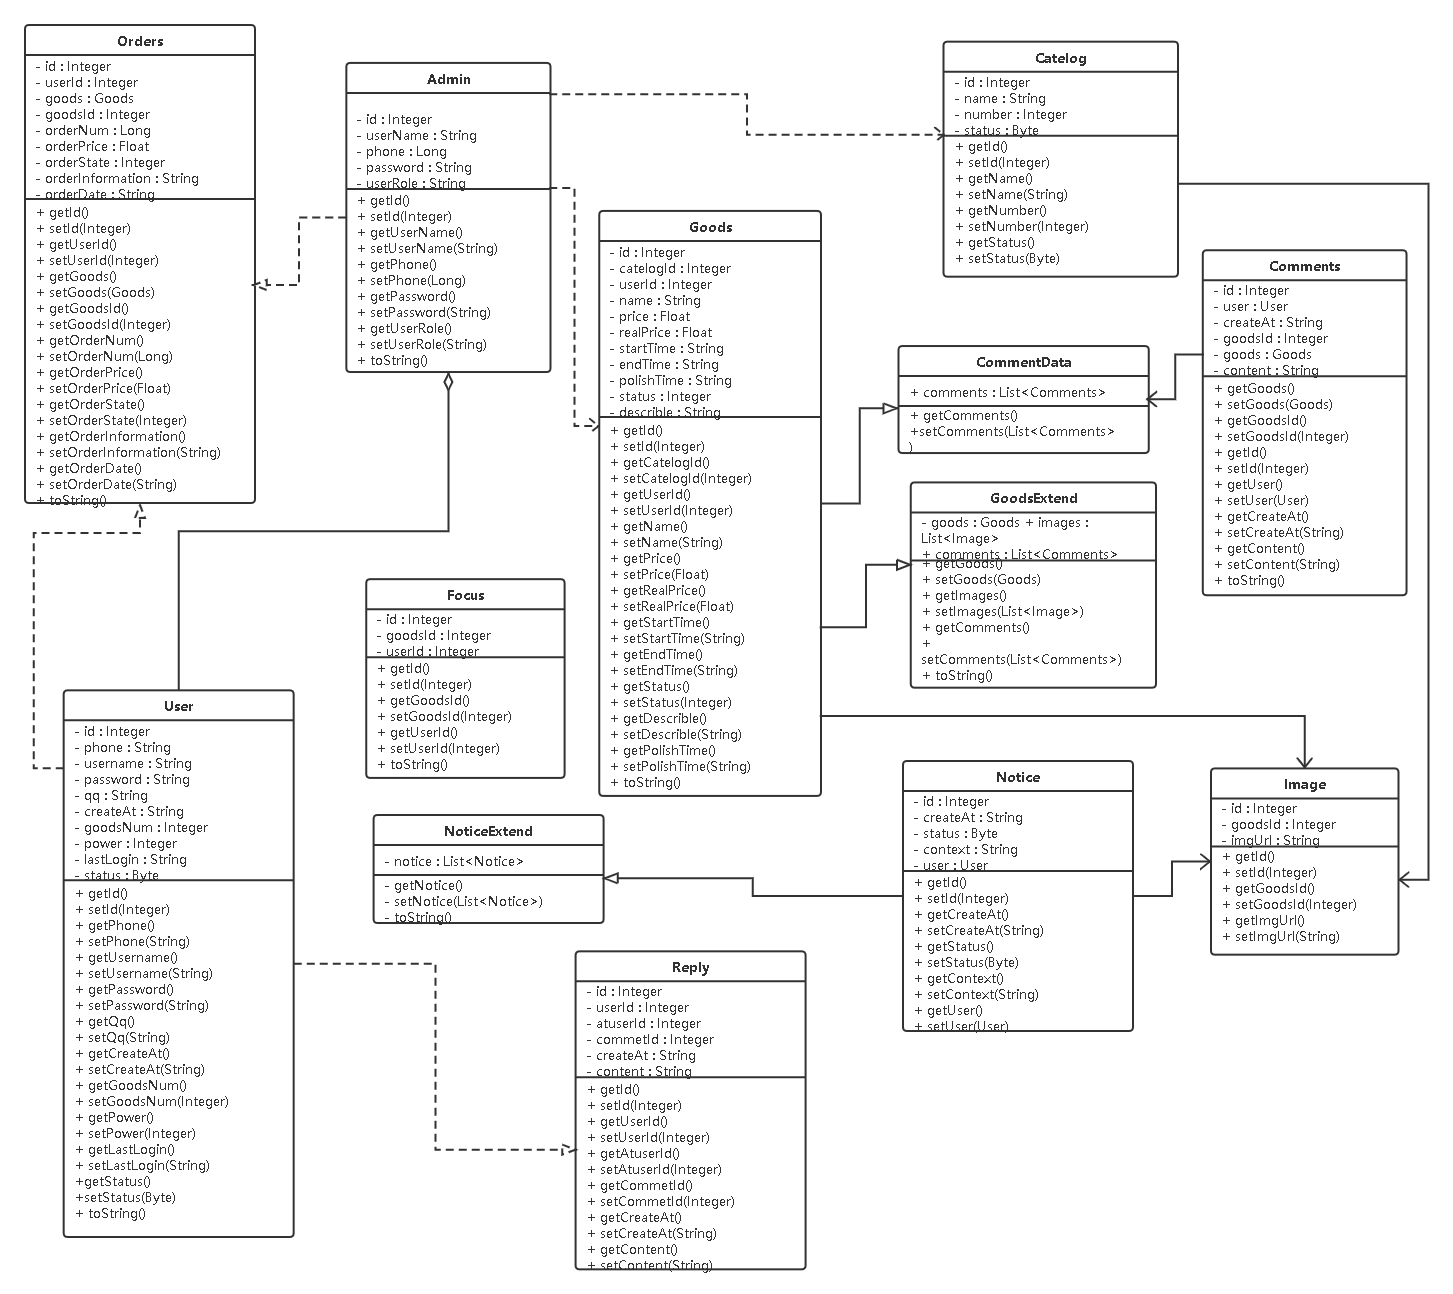 Orders
- id : Integer
- userId : Integer
- goods : Goods
- goodsId : Integer
- orderNum : Long
- orderPrice : Float
- orderState : Integer
- orderInformation : String
- orderDate : String
+ getId()
+ setId(Integer)
+ getUserId()
+ setUserId(Integer)
+ getGoods()
+ setGoods(Goods)
+ getGoodsId()
+ setGoodsId(Integer)
+ getOrderNum()
+ setOrderNum(Long)
+ getOrderPrice()
+ setOrderPrice(Float)
+ getOrderState()
+ setOrderState(Integer)
+ getOrderInformation()
+ setOrderInformation(String)
+ getOrderDate()
+ setOrderDate(String)
+ toString()
Admin
- id : Integer
- userName : String
- phone : Long
- password : String
- userRole : String
+ getId()
+ setId(Integer)
+ getUserName()
+ setUserName(String)
+ getPhone()
+ setPhone(Long)
+ getPassword()
+ setPassword(String)
+ getUserRole()
+ setUserRole(String)
+ toString()
Catelog
- id : Integer
- name : String
- number : Integer
- status : Byte
+ getId()
+ setId(Integer)
+ getName()
+ setName(String)
+ getNumber()
+ setNumber(Integer)
+ getStatus()
+ setStatus(Byte)
Goods
- id : Integer
- catelogId : Integer
- userId : Integer
- name : String
- price : Float
- realPrice : Float
- startTime : String
- endTime : String
- polishTime : String
- status : Integer
- describle : String
+ getId()
+ setId(Integer)
+ getCatelogId()
+ setCatelogId(Integer)
+ getUserId()
+ setUserId(Integer)
+ getName()
+ setName(String)
+ getPrice()
+ setPrice(Float)
+ getRealPrice()
+ setRealPrice(Float)
+ getStartTime()
+ setStartTime(String)
+ getEndTime()
+ setEndTime(String)
+ getStatus()
+ setStatus(Integer)
+ getDescrible()
+ setDescrible(String)
+ getPolishTime()
+ setPolishTime(String)
+ toString()
Comments
- id : Integer
- user : User
- createAt : String
- goodsId : Integer
- goods : Goods
- content : String
+ getGoods()
+ setGoods(Goods)
+ getGoodsId()
+ setGoodsId(Integer)
+ getId()
+ setId(Integer)
+ getUser()
+ setUser(User)
+ getCreateAt()
+ setCreateAt(String)
+ getContent()
+ setContent(String)
+ toString()
CommentData
+ comments : List<Comments>
+ getComments()
+setComments(List<Comments>
)
GoodsExtend
- goods : Goods + images :
List<Image>
+ comments : List<Comments>
+ getGoods()
+ setGoods(Goods)
+ getImages()
+ setImages(List<Image>)
+ getComments()
+
setComments(List<Comments>)
+ toString()
Focus
- id : Integer
- goodsId : Integer
- userId : Integer
+ getId()
+ setId(Integer)
+ getGoodsId()
+ setGoodsId(Integer)
+ getUserId()
+ setUserId(Integer)
+ toString()
User
- id : Integer
- phone : String
- username : String
- password : String
- qq : String
- createAt : String
- goodsNum : Integer
- power : Integer
- lastLogin : String
- status : Byte
+ getId()
+ setId(Integer)
+ getPhone()
+ setPhone(String)
+ getUsername()
+ setUsername(String)
+ getPassword()
+ setPassword(String)
+ getQq()
+ setQq(String)
+ getCreateAt()
+ setCreateAt(String)
+ getGoodsNum()
+ setGoodsNum(Integer)
+ getPower()
+ setPower(Integer)
+ getLastLogin()
+ setLastLogin(String)
+getStatus()
+setStatus(Byte)
+ toString()
NoticeExtend
- notice : List<Notice>
- getNotice()
- setNotice(List<Notice>)
- toString()
Notice
- id : Integer
- createAt : String
- status : Byte
- context : String
- user : User
+ getId()
+ setId(Integer)
+ getCreateAt()
+ setCreateAt(String)
+ getStatus()
+ setStatus(Byte)
+ getContext()
+ setContext(String)
+ getUser()
+ setUser(User)
Image
- id : Integer
- goodsId : Integer
- imgUrl : String
+ getId()
+ setId(Integer)
+ getGoodsId()
+ setGoodsId(Integer)
+ getImgUrl()
+ setImgUrl(String)
Reply
- id : Integer
- userId : Integer
- atuserId : Integer
- commetId : Integer
- createAt : String
- content : String
+ getId()
+ setId(Integer)
+ getUserId()
+ setUserId(Integer)
+ getAtuserId()
+ setAtuserId(Integer)
+ getCommetId()
+ setCommetId(Integer)
+ getCreateAt()
+ setCreateAt(String)
+ getContent()
+ setContent(String)